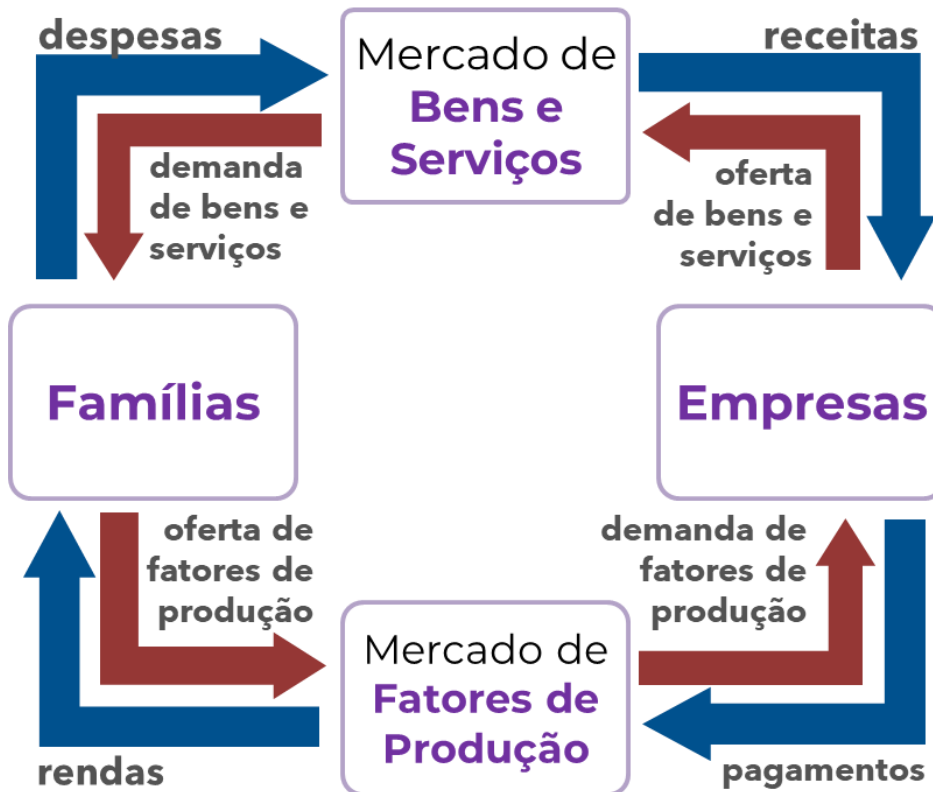 despesas
Mercado de
Bens e
Serviços
receitas
demanda
de bens e
serviços
oferta
de bens e
serviços
Famílias
Empresas
oferta de
fatores de
produção
demanda de
fatores de
produção
Mercado de
Fatores de
Produção
rendas
pagamentos